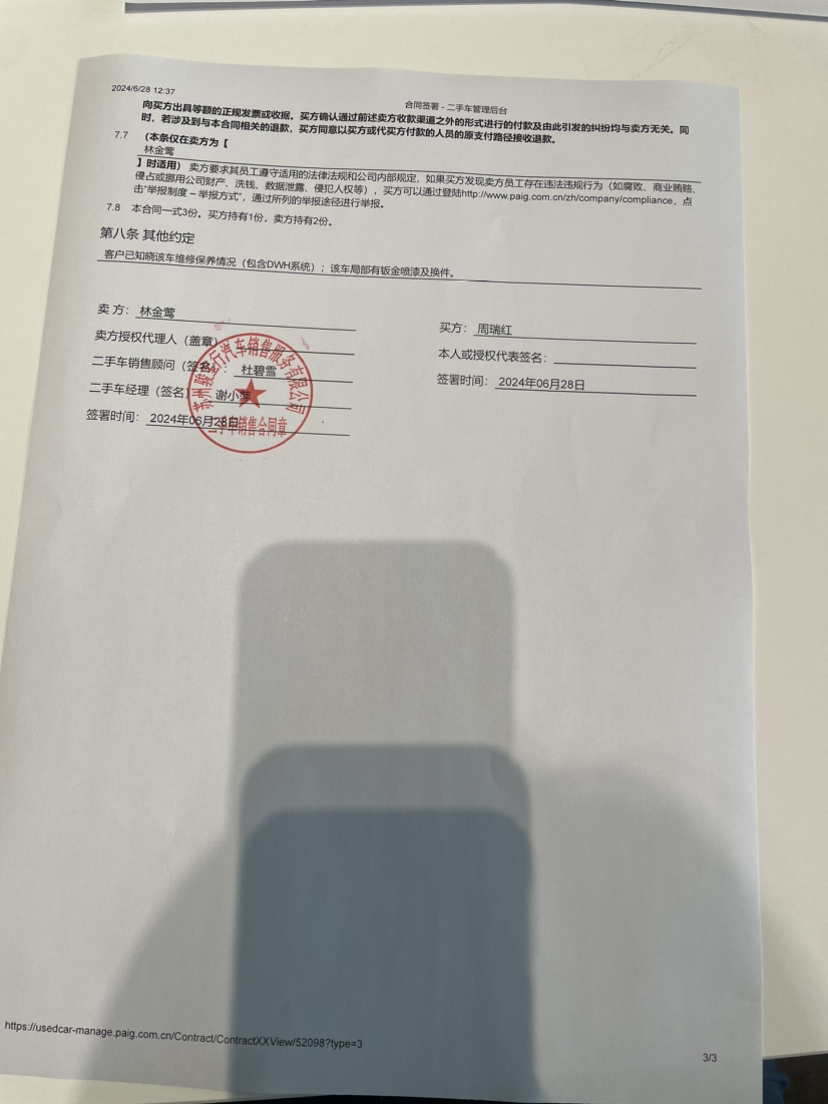 2024/6/28 12:37
合同签署 - 二手车管理后台
向买方出具等额的正规发票或收据。买方确认通过前述卖方收款渠道之外的形式进行的付款及由此引发的纠纷均与卖方无关。同
时，若涉及到与本合同相关的退款，买方同意以买方或代买方付款的人员的原支付路径接收退款。
7.7 （本条仅在卖方为【
林金莺
】时适用）卖方要求其员工遵守适用的法律法规和公司内部规定，如果买方发现卖方员工存在违法违规行为（如腐败、商业贿赂、
侵占或挪用公司财产、洗钱、数据泄露、侵犯人权等），买方可以通过登陆http://www.paig.com.cn/zh/company/compliance，点
击“举报制度 – 举报方式”，通过所列的举报途径进行举报。
7.8 本合同一式3份。买方持有1份，卖方持有2份。
第八条 其他约定
客户已知晓该车维修保养情况（包含DWH系统）；该车局部有钣金喷漆及换件。
卖 方： 林金莺
卖方授权代理人（盖章）
二手车销售顾问（签名）： 杜碧雪
二手车经理（签名） 谢小
签署时间： 2024年06月28日
买方： 周瑞红
本人或授权代表签名：
签署时间： 2024年06月28日
汽车销售服务有限公司
二手车销售合同章
https://usedcar-manage.paig.com.cn/Contract/ContractXXView/52098?type=3
3/3